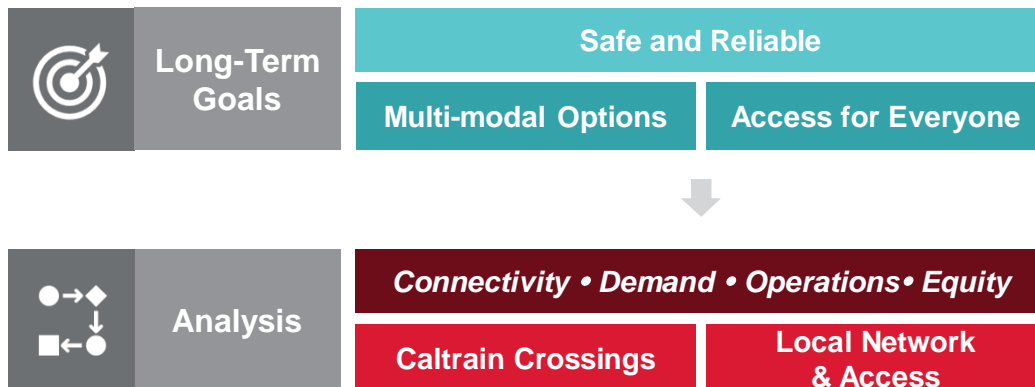 Long-Term
Goals
Safe and Reliable
Multi-modal Options
Access for Everyone
Analysis
Connectivity • Demand • Operations• Equity
Caltrain Crossings
Local Network
& Access